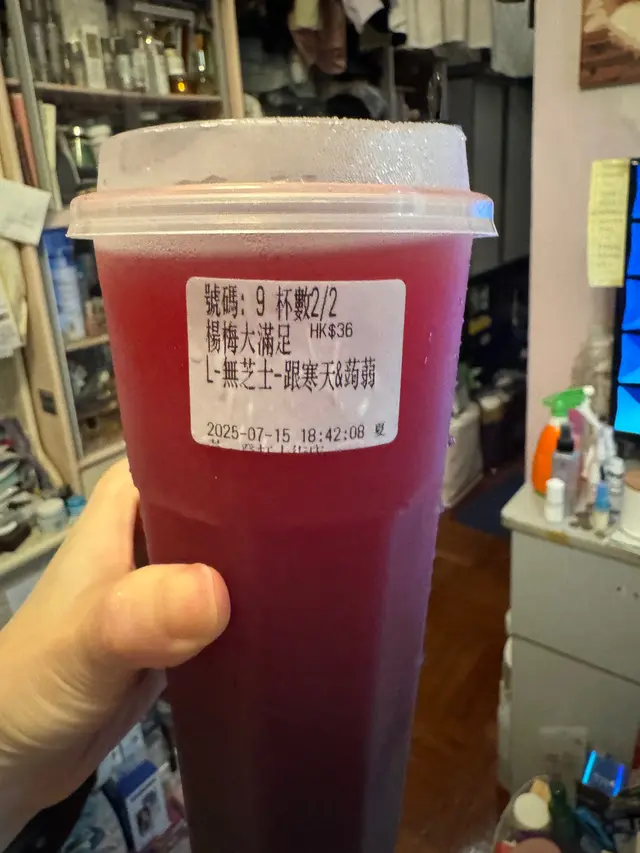 號碼: 9 杯數2/2
楊梅大滿足 HK$36
L-無芝士-跟寒天&蒟蒻
2025-07-15 18:42:08 夏